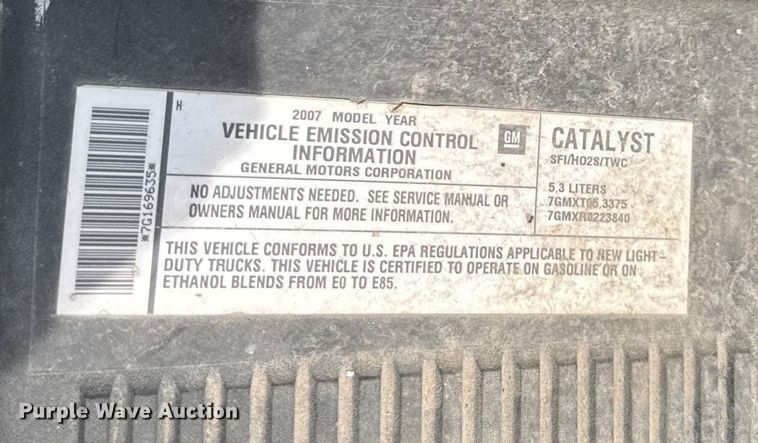 *7G169635*
H
2007 MODEL YEAR
VEHICLE EMISSION CONTROL
INFORMATION
GENERAL MOTORS CORPORATION
GM
CATALYST
SFI/HO2S/TWC
NO ADJUSTMENTS NEEDED. SEE SERVICE MANUAL OR
OWNERS MANUAL FOR MORE INFORMATION.
5.3 LITERS
7GMXT05.3375
7GMXR0223840
THIS VEHICLE CONFORMS TO U.S. EPA REGULATIONS APPLICABLE TO NEW LIGHT-
DUTY TRUCKS. THIS VEHICLE IS CERTIFIED TO OPERATE ON GASOLINE OR ON
ETHANOL BLENDS FROM E0 TO E85.
Purple Wave Auction